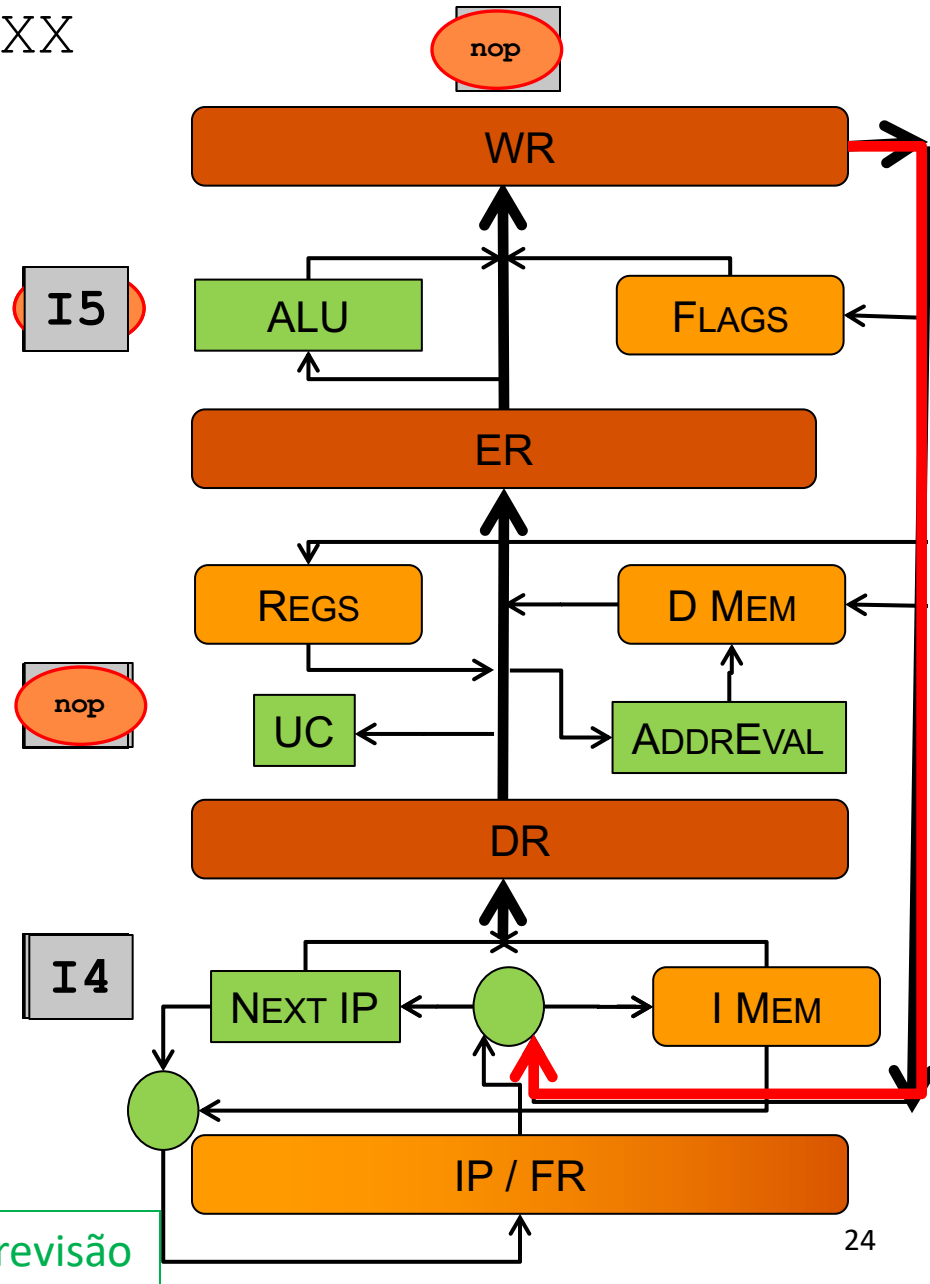 XX
nop
WR
I5
ALU
FLAGS
ER
REGS
D MEM
nop
UC
ADDREVAL
DR
I4
NEXT IP
I MEM
IP / FR
revisão
24